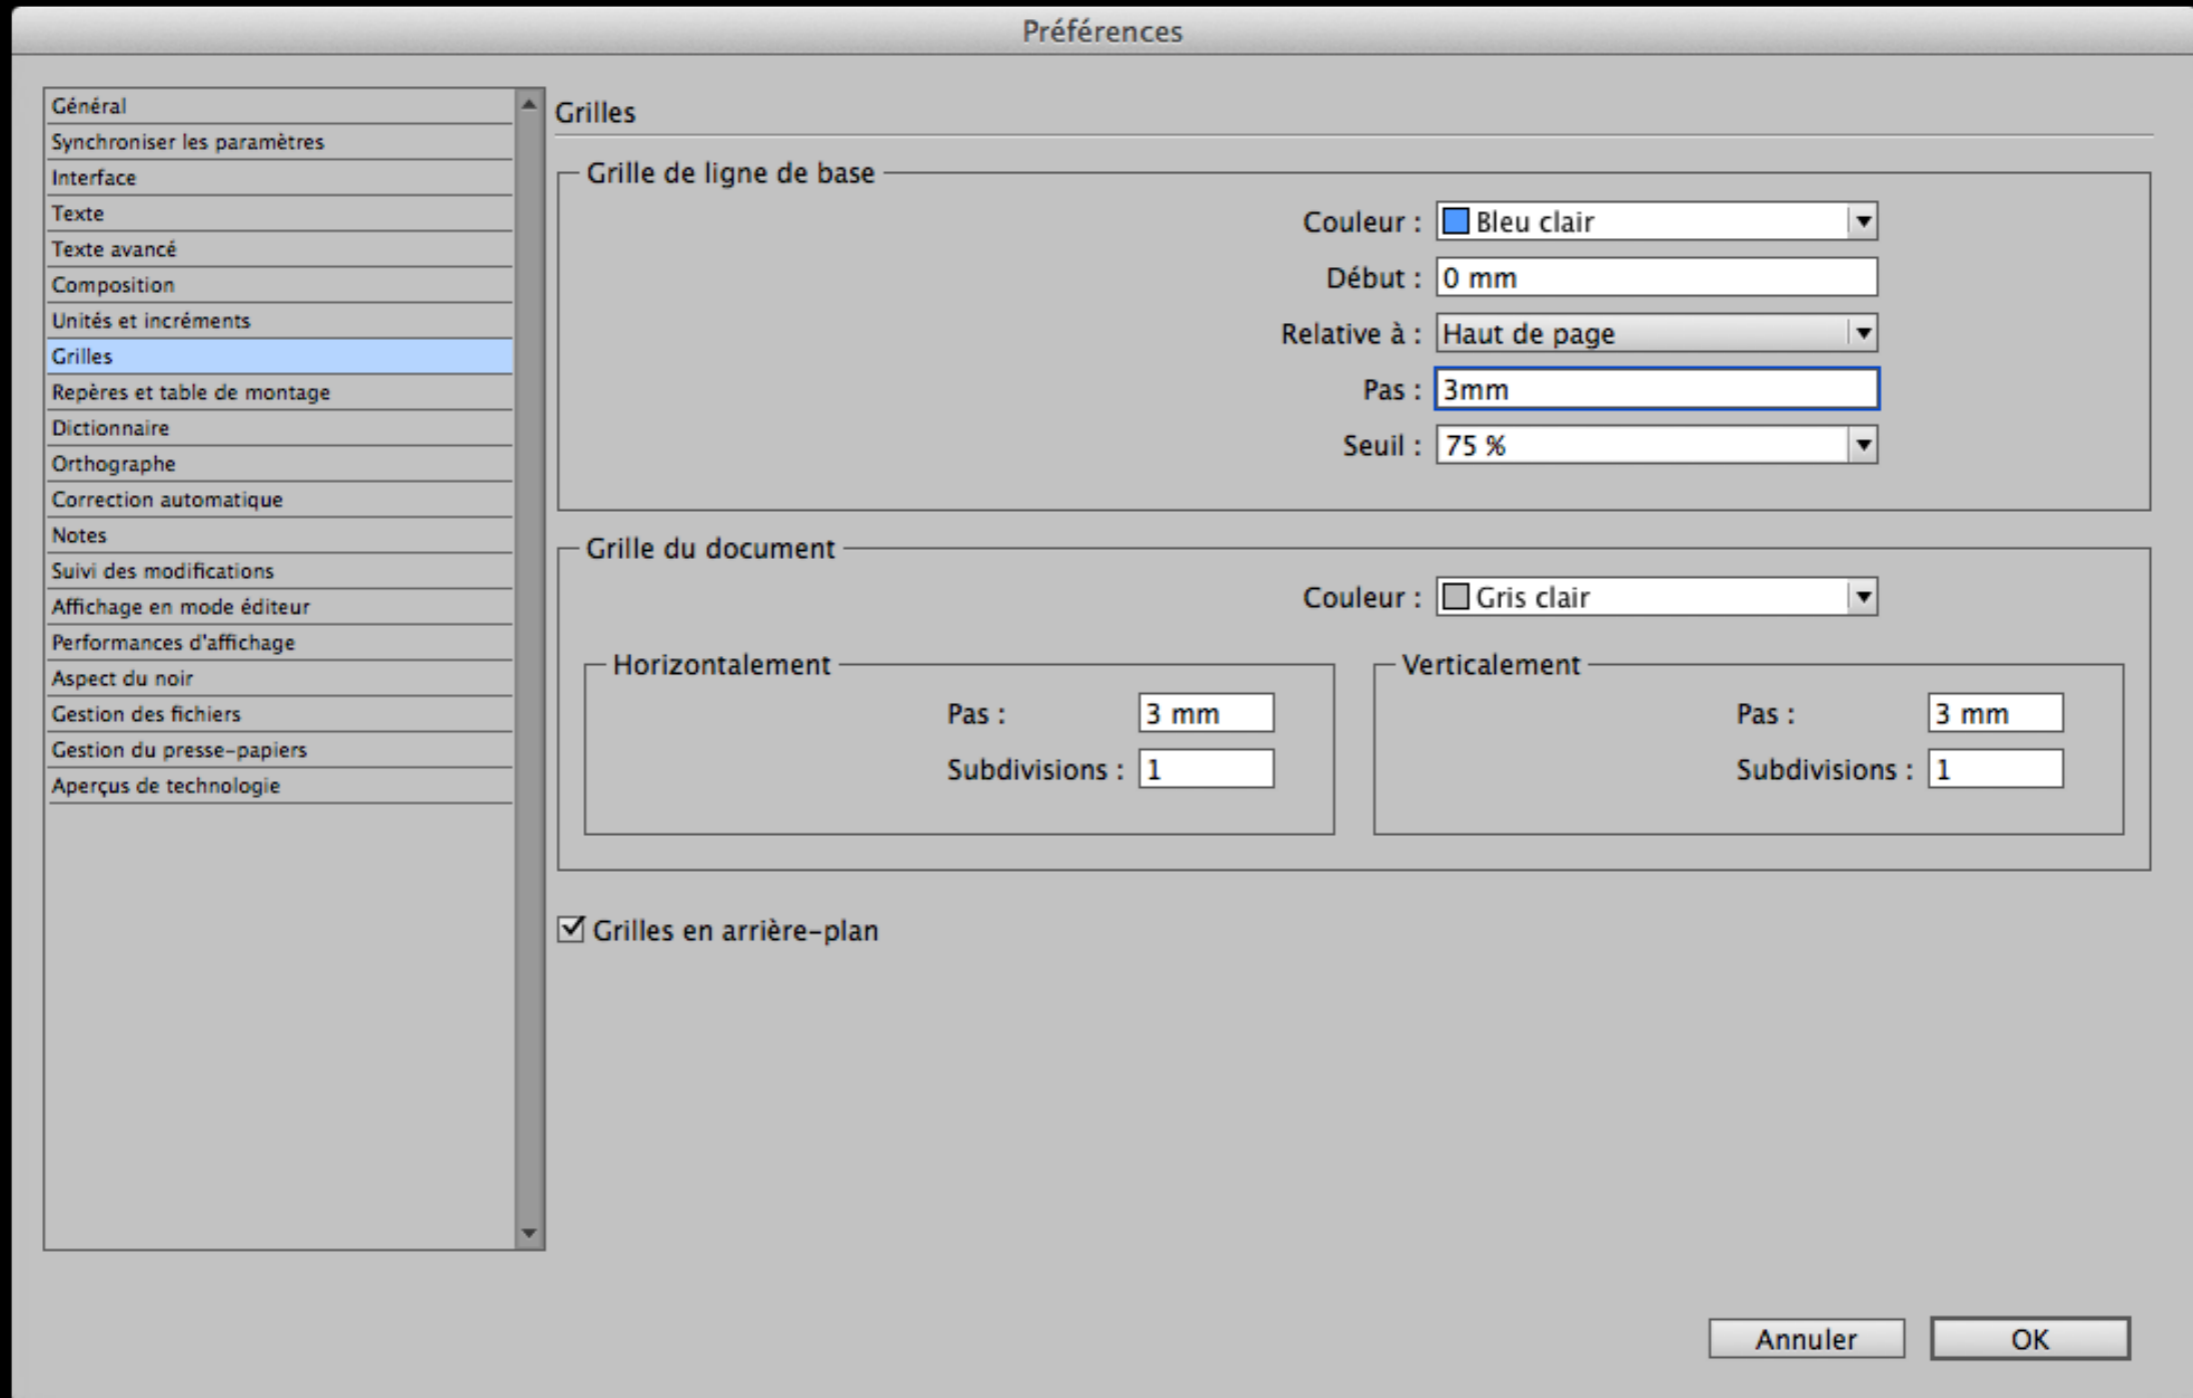 Préférences
Général
Synchroniser les paramètres
Interface
Texte
Texte avancé
Composition
Unités et incréments
Grilles
Repères et table de montage
Dictionnaire
Orthographe
Correction automatique
Notes
Suivi des modifications
Affichage en mode éditeur
Performances d'affichage
Aspect du noir
Gestion des fichiers
Gestion du presse-papiers
Aperçus de technologie
Grilles
Grille de ligne de base
Couleur : Bleu clair
Début : 0 mm
Relative à : Haut de page
Pas : 3mm
Seuil : 75 %
Grille du document
Couleur : Gris clair
Horizontalement
Pas : 3 mm
Subdivisions : 1
Verticalement
Pas : 3 mm
Subdivisions : 1
Grilles en arrière-plan
Annuler
OK